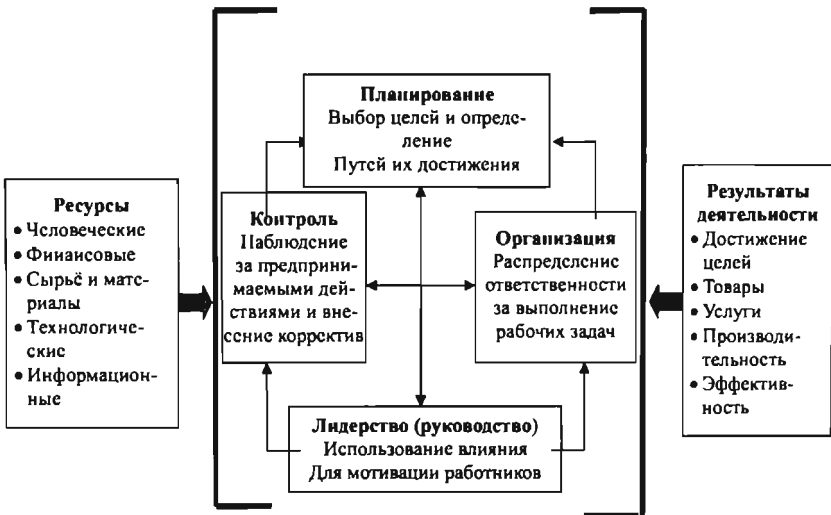 Планирование
Выбор целей и опреде-
ление
Путей их достижения
Ресурсы
• Человеческие
• Финансовые
• Сырьё и мате-
риалы
• Технологиче-
ские
• Информацион-
ные
Контроль
Наблюдение
за предприни-
маемыми дей-
ствиями и вне-
сение корректив
Организация
Распределение
ответственности
за выполнение
рабочих задач
Лидерство (руководство)
Использование влияния
Для мотивации работников
Результаты
деятельности
• Достижение
целей
• Товары
• Услуги
• Производи-
тельность
• Эффектив-
ность